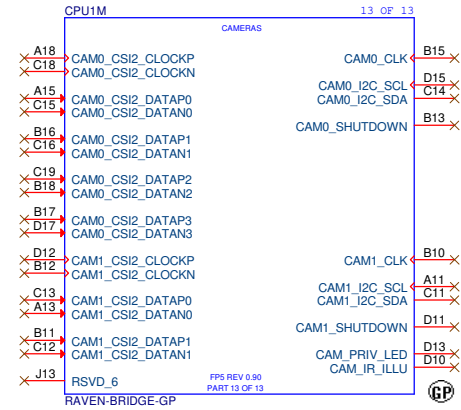 CPU1M 13 OF 13
CAMERAS
A18 CAM0_CSI2_CLOCKP CAM0_CLK B15
C18 CAM0_CSI2_CLOCKN
A15 CAM0_CSI2_DATAP0 CAM0_I2C_SCL D15
C15 CAM0_CSI2_DATAN0 CAM0_I2C_SDA C14
B16 CAM0_CSI2_DATAP1 CAM0_SHUTDOWN B13
C16 CAM0_CSI2_DATAN1
C19 CAM0_CSI2_DATAP2
B18 CAM0_CSI2_DATAN2
B17 CAM0_CSI2_DATAP3
D17 CAM0_CSI2_DATAN3
D12 CAM1_CSI2_CLOCKP CAM1_CLK B10
B12 CAM1_CSI2_CLOCKN
C13 CAM1_CSI2_DATAP0 CAM1_I2C_SCL A11
A13 CAM1_CSI2_DATAN0 CAM1_I2C_SDA C11
B11 CAM1_CSI2_DATAP1 CAM1_SHUTDOWN D11
C12 CAM1_CSI2_DATAN1 CAM_PRIV_LED D13
J13 RSVD_6 CAM_IR_ILLU D10
FP5 REV 0.90
PART 13 OF 13
RAVEN-BRIDGE-GP
GP